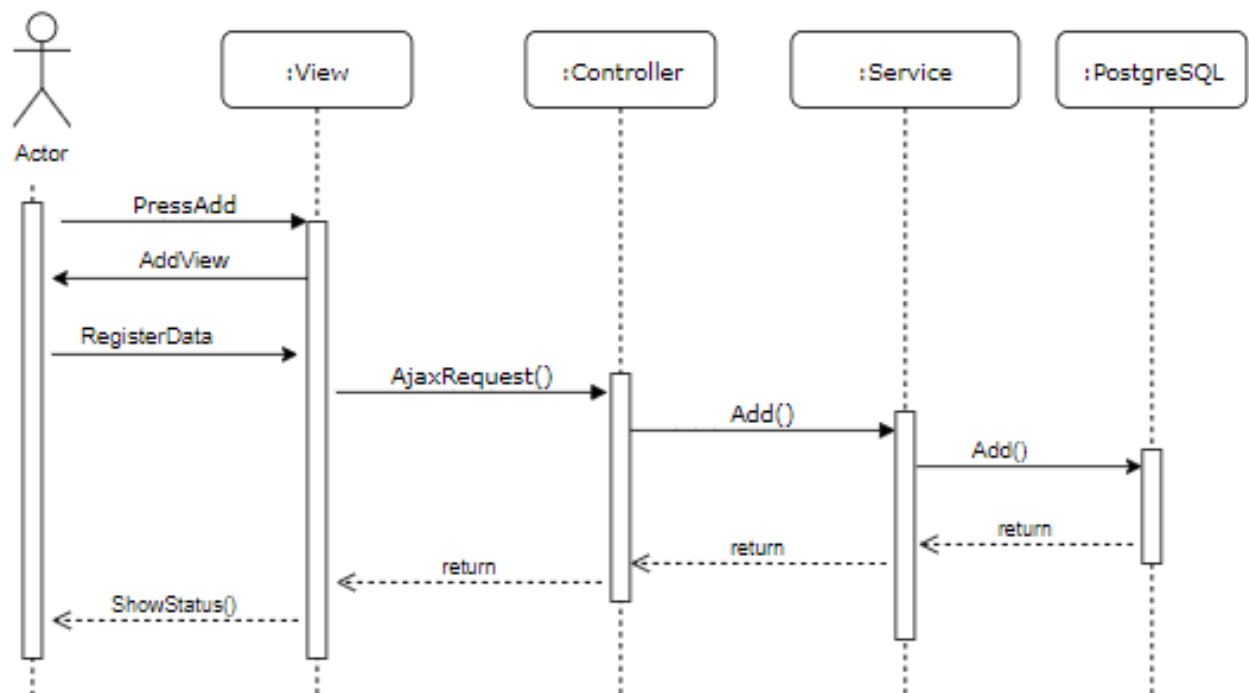 :View
:Controller
:Service
:PostgreSQL
Actor
PressAdd
AddView
RegisterData
AjaxRequest()
Add()
Add()
return
return
return
ShowStatus()